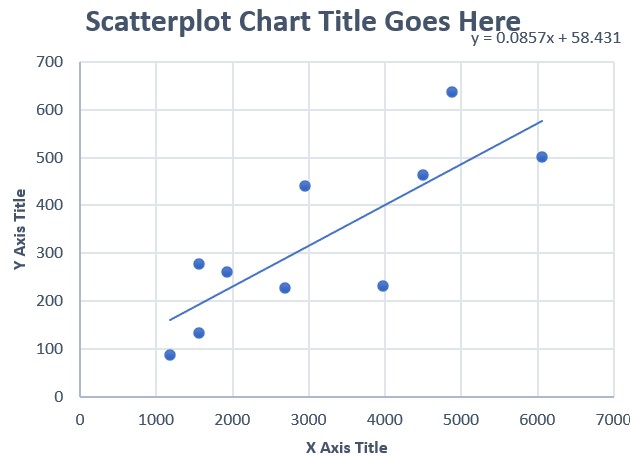 Scatterplot Chart Title Goes Here
y = 0.0857x + 58.431
700
600
500
400
300
200
100
0
Y Axis Title
0 1000 2000 3000 4000 5000 6000 7000
X Axis Title